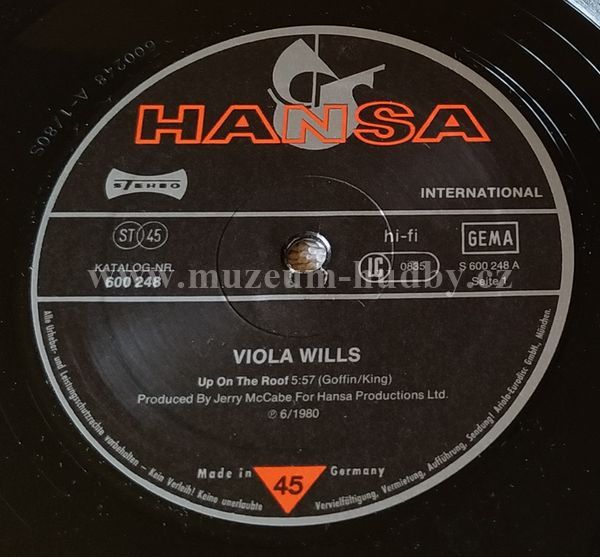 600248 A-1/80S
HANSA
STEREO
INTERNATIONAL
ST 45
hi-fi
GEMA
KATALOG-NR.
600 248
LC
0835
S 600 248 A
Seite 1
www.muzeum-hudby.cz
VIOLA WILLS
Up On The Roof 5:57 (Goffin/King)
Produced By Jerry McCabe For Hansa Productions Ltd.
℗ 6/1980
Made in Germany
45
Alle Urheber- und Leistungsschutzrechte vorbehalten – Kein Verleih! Keine unerlaubte Vervielfältigung, Vermietung, Aufführung, Sendung! Ariola-Eurodisc GmbH, München.